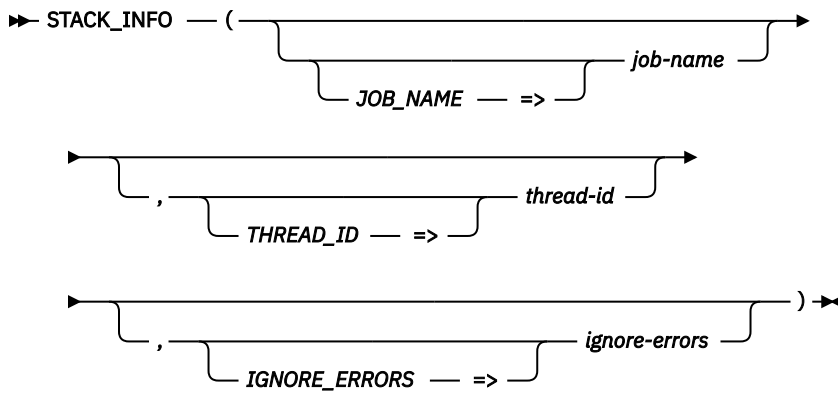 STACK_INFO ( job-name
JOB_NAME =>
, thread-id
THREAD_ID =>
, ignore-errors )
IGNORE_ERRORS =>